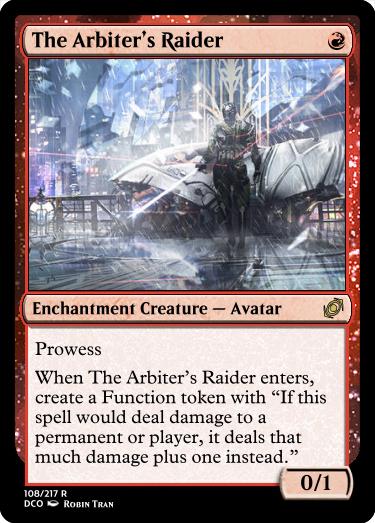 The Arbiter's Raider
Enchantment Creature — Avatar
Prowess
When The Arbiter's Raider enters,
create a Function token with “If this
spell would deal damage to a
permanent or player, it deals that
much damage plus one instead.”
0/1
108/217 R
DCO Robin Tran